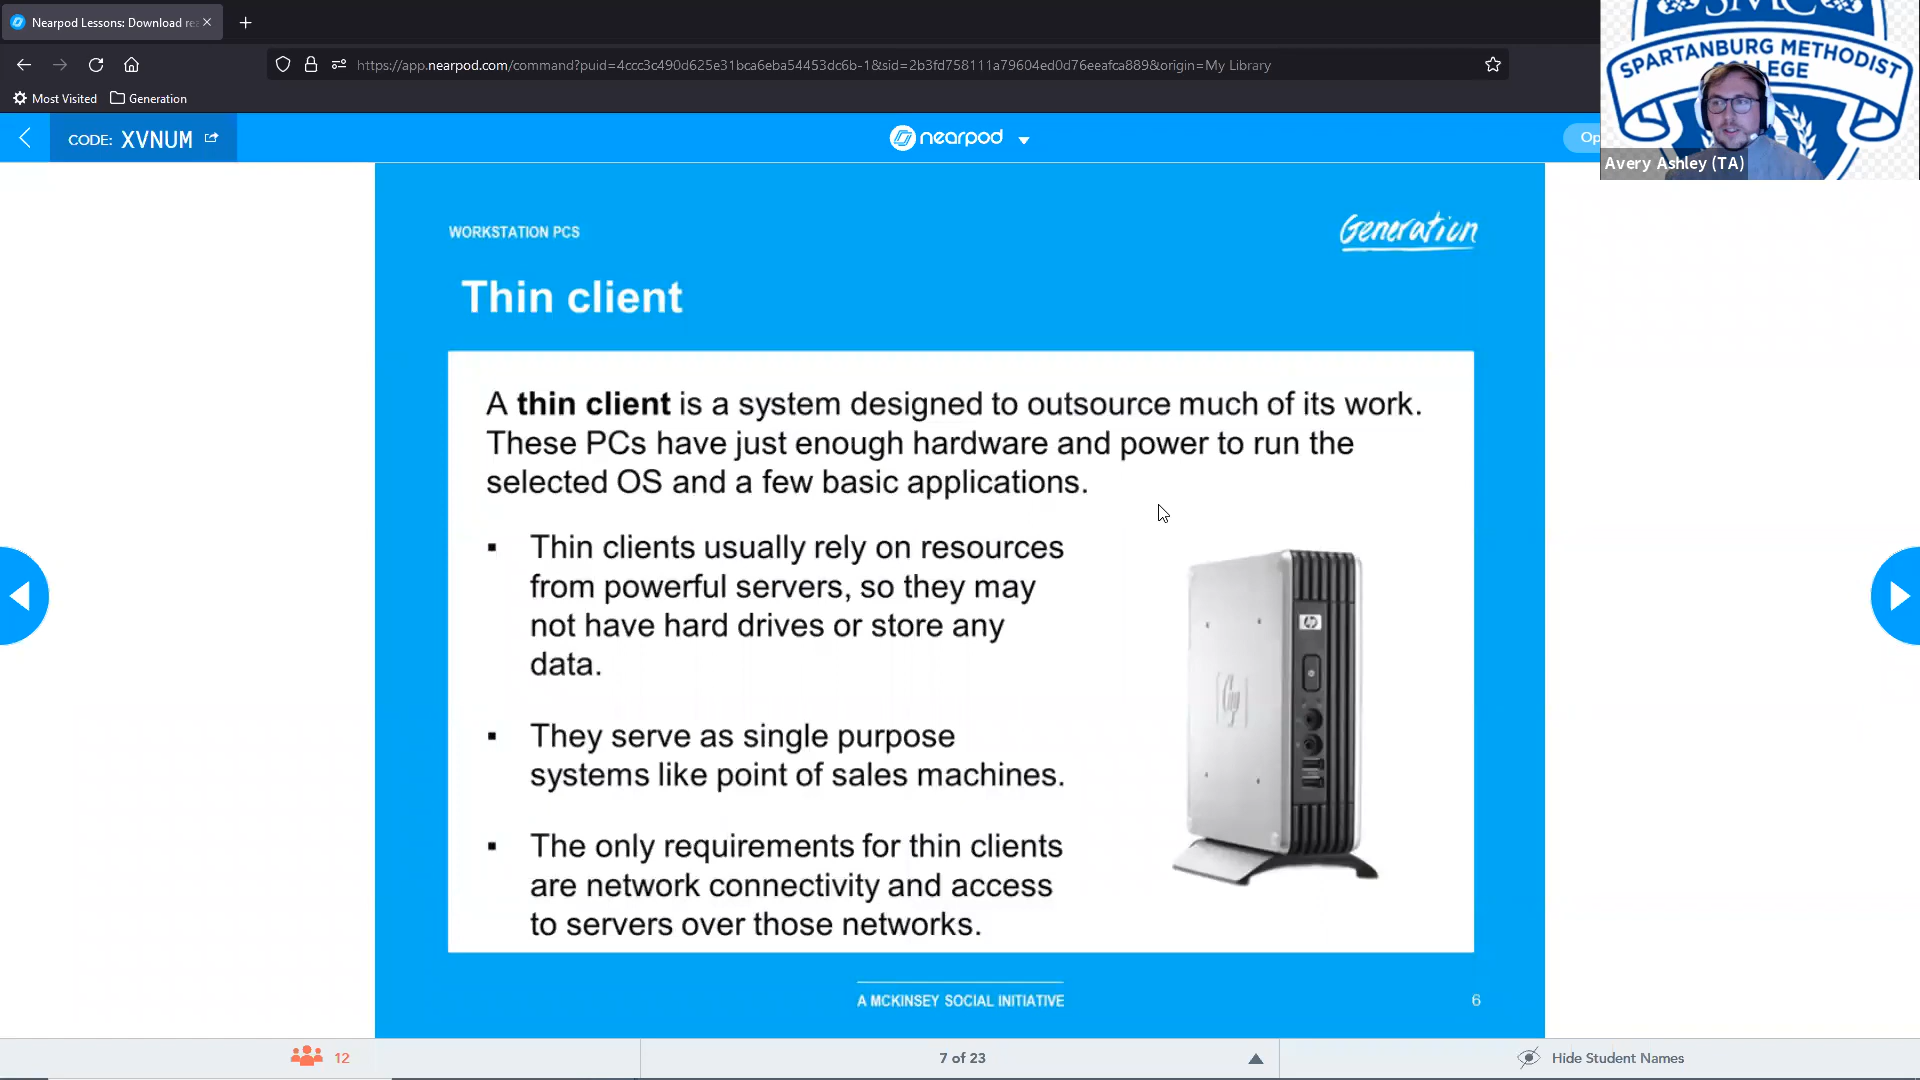 Nearpod Lessons: Download re
https://app.nearpod.com/command?puid=4ccc3c490d625e31bca6eba54453dc6b-1&sid=2b3fd758111a79604ed0d76eeafca889&origin=My Library
Most Visited
Generation
SMC
SPARTANBURG METHODIST
COLLEGE
Avery Ashley (TA)
CODE: XVNUM
nearpod
Op
WORKSTATION PCS
Generation
Thin client
A thin client is a system designed to outsource much of its work.
These PCs have just enough hardware and power to run the
selected OS and a few basic applications.
▪ Thin clients usually rely on resources
from powerful servers, so they may
not have hard drives or store any
data.
▪ They serve as single purpose
systems like point of sales machines.
▪ The only requirements for thin clients
are network connectivity and access
to servers over those networks.
hp
hp
A MCKINSEY SOCIAL INITIATIVE
6
12
7 of 23
Hide Student Names